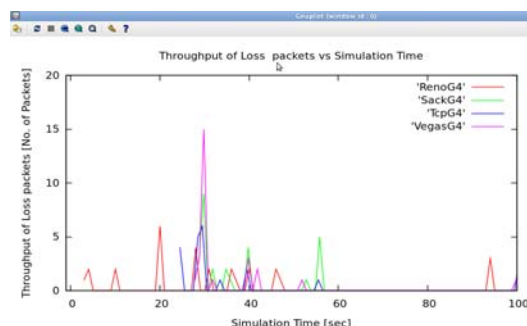 Gnuplot (window id : 0)
Throughput of Loss packets vs Simulation Time
Throughput of Loss packets [No. of Packets]
20
15
10
5
0
'RenoG4'
'SackG4'
'TcpG4'
'VegasG4'
0 20 40 60 80 100
Simulation Time [sec]